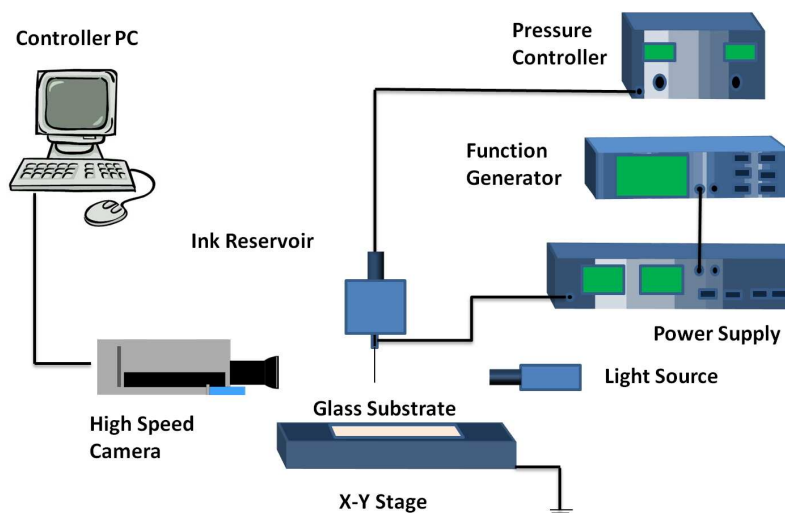 Controller PC
Pressure
Controller
Function
Generator
Ink Reservoir
Power Supply
Light Source
High Speed
Camera
Glass Substrate
X-Y Stage